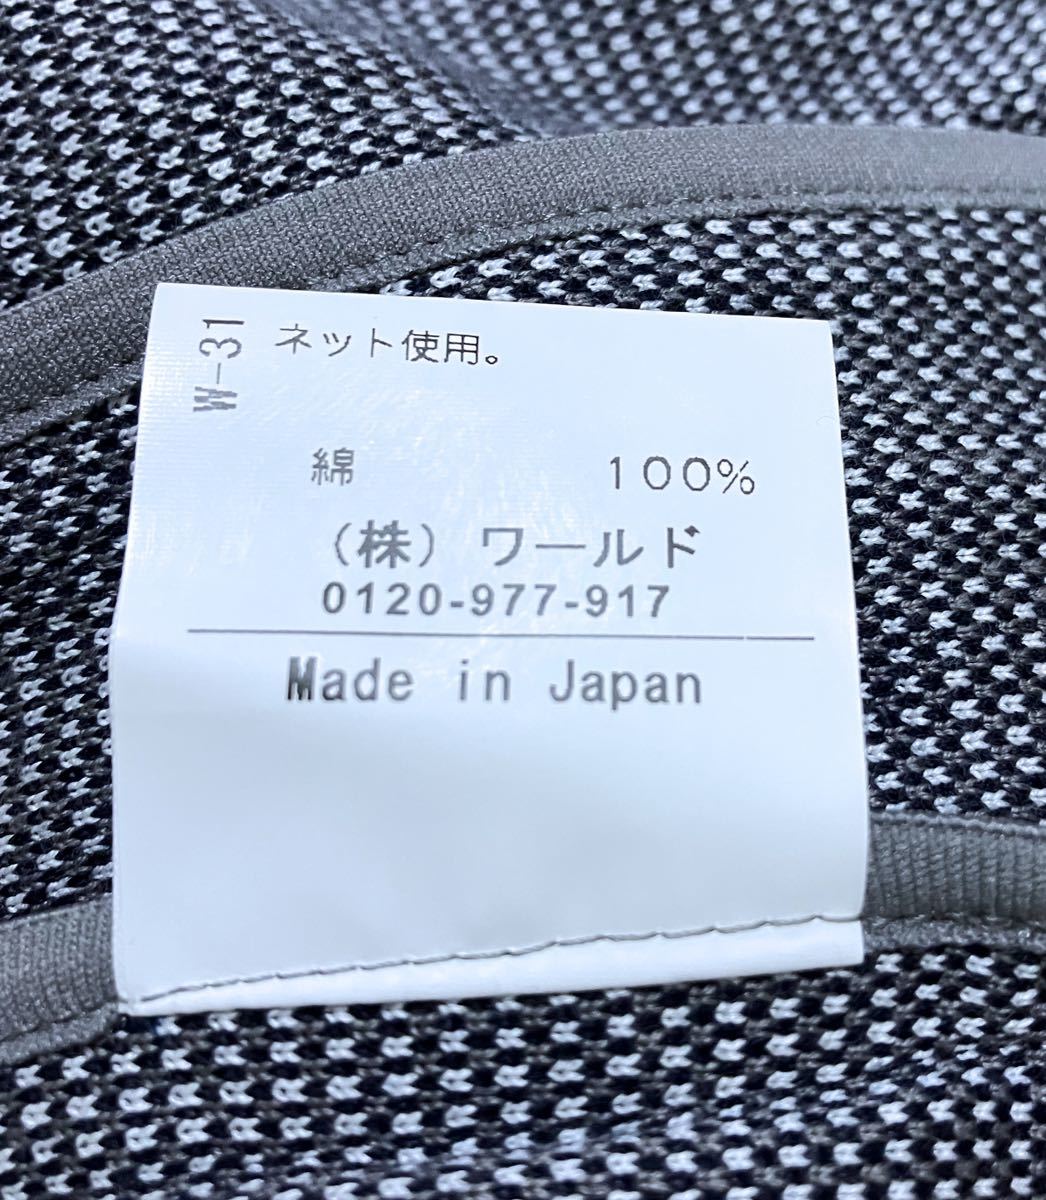 W-31
ネット使用。
綿 100%
(株)ワールド
0120-977-917
Made in Japan